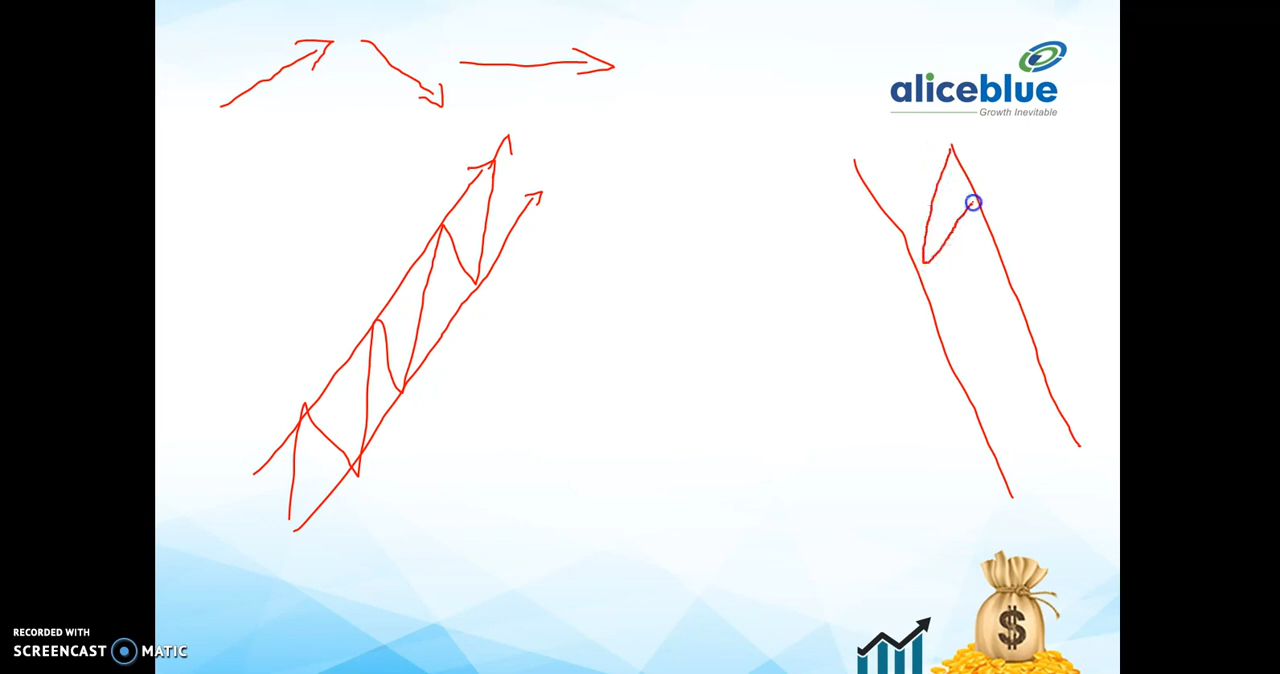 aliceblue
Growth Inevitable
$
RECORDED WITH
SCREENCAST MATIC